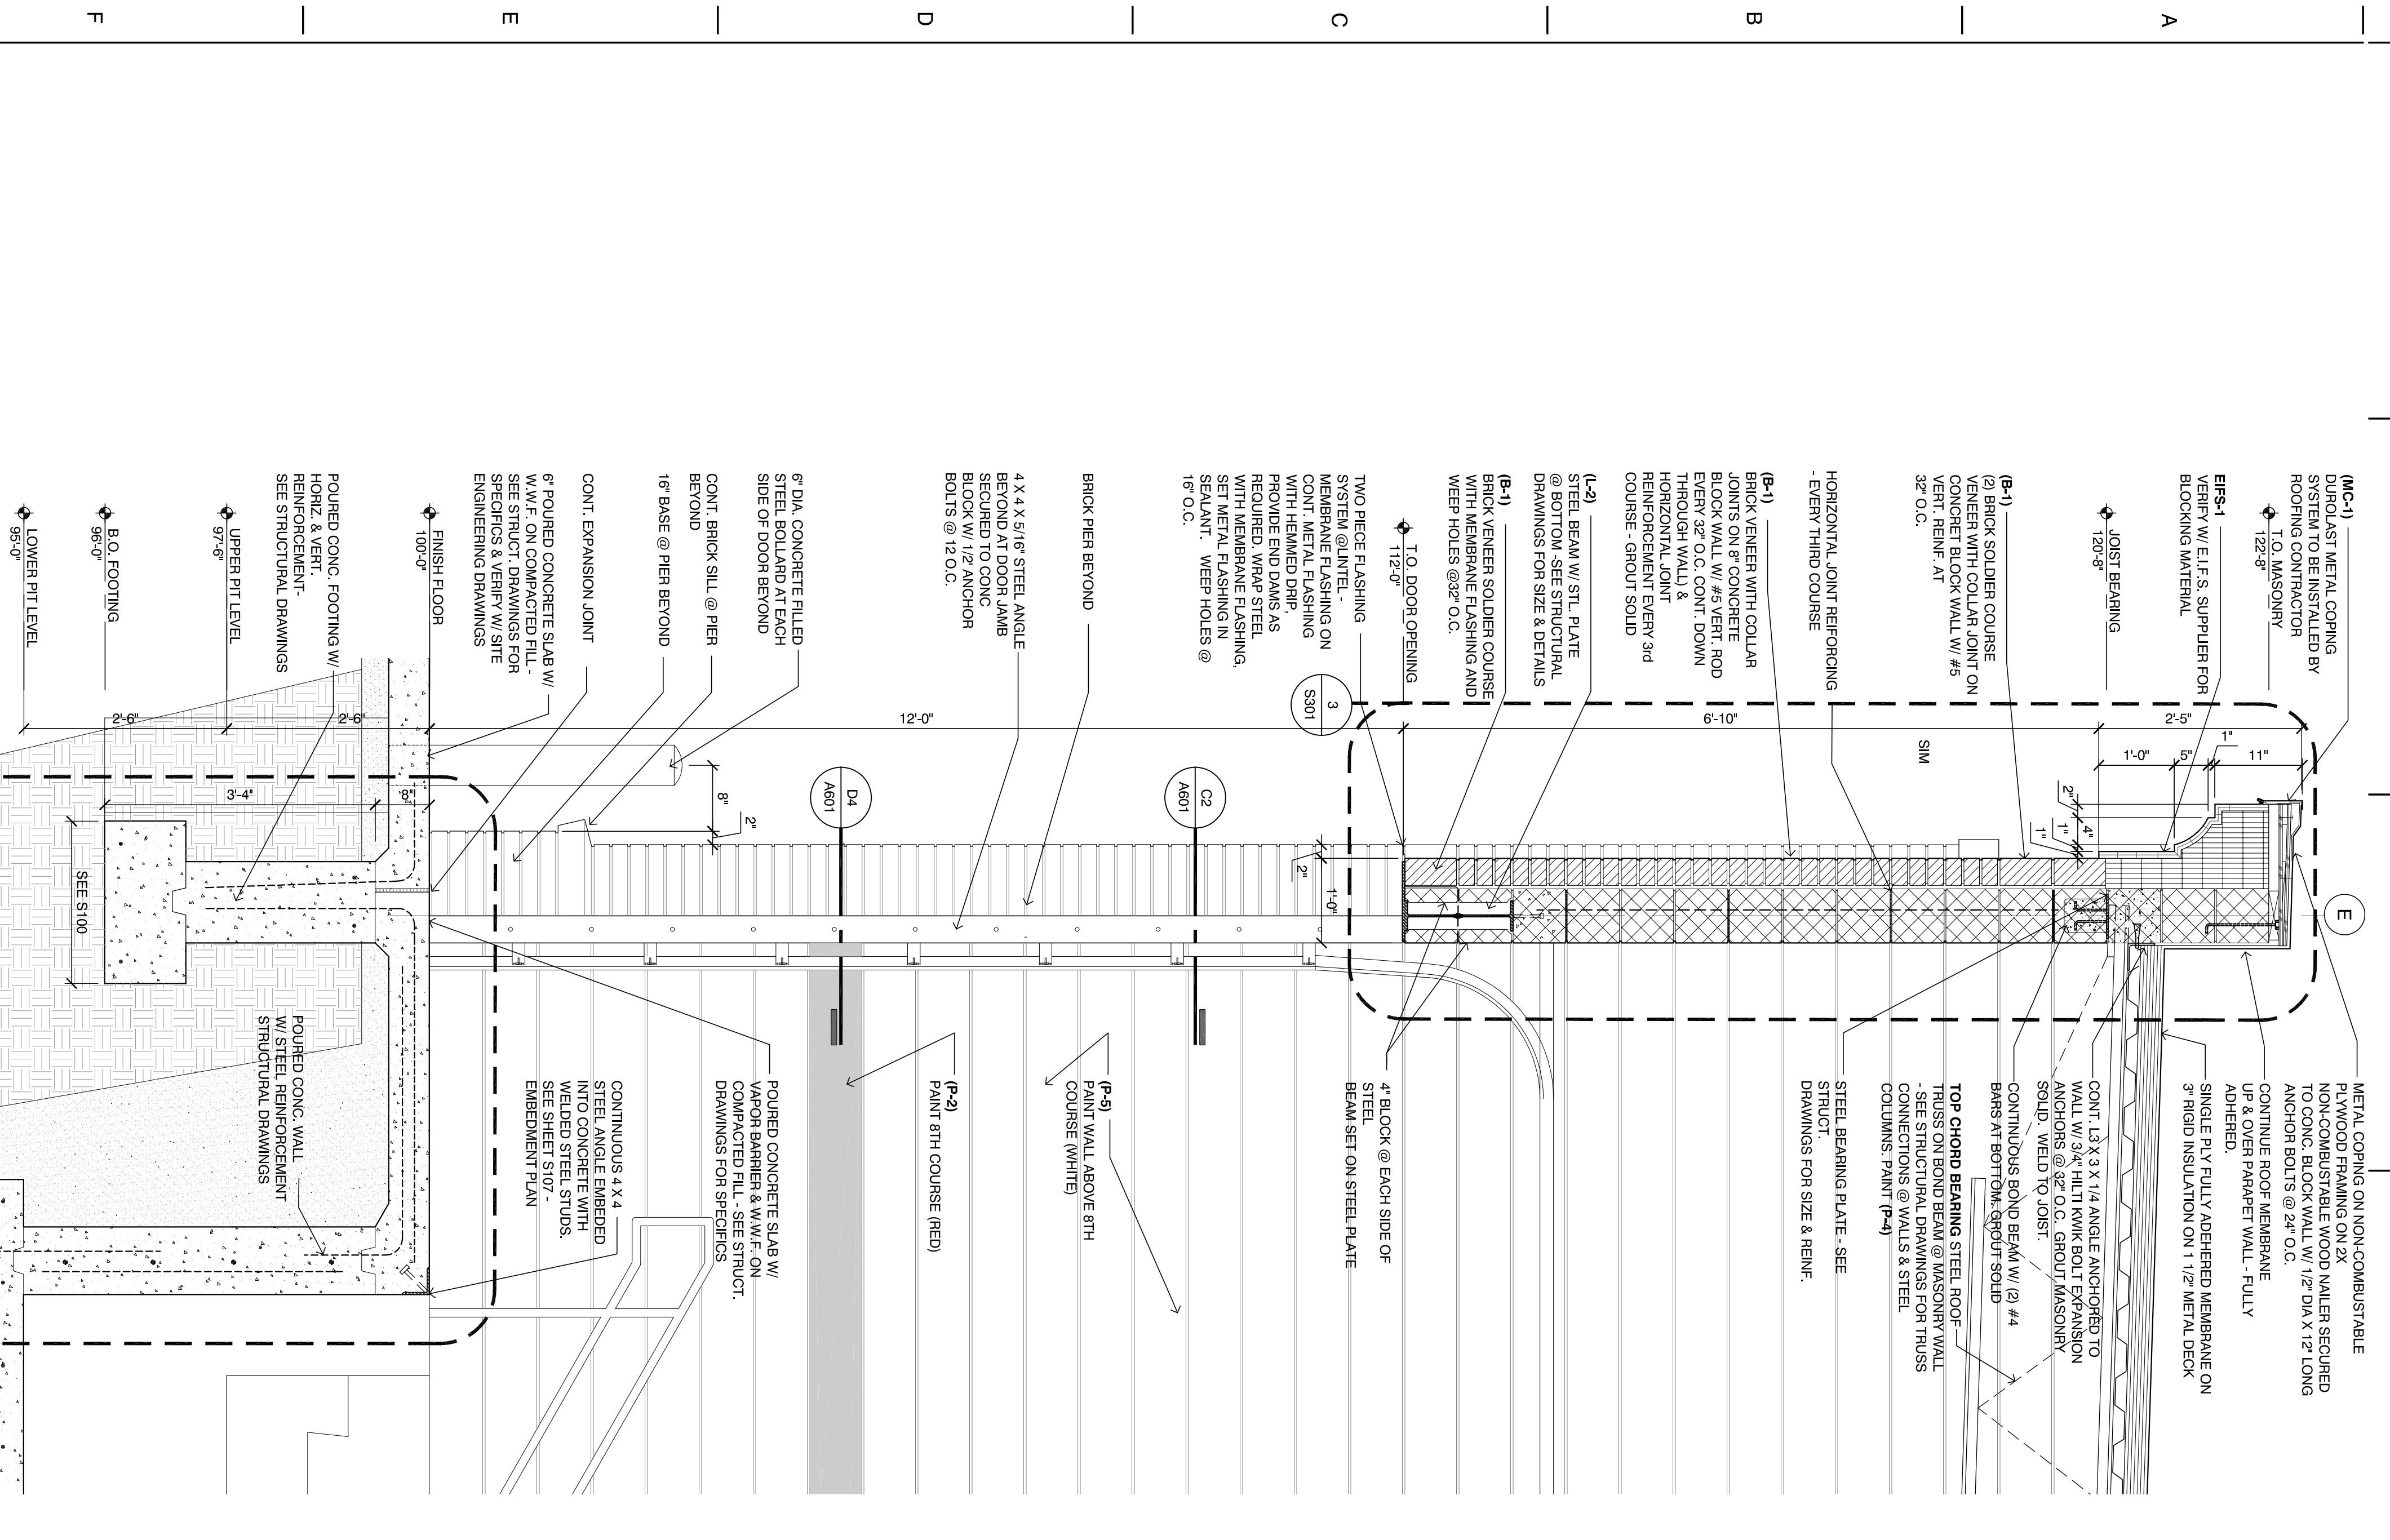 A
B
C
D
E
F
(MC-1)
DUROLAST METAL COPING
SYSTEM TO BE INSTALLED BY
ROOFING CONTRACTOR
T.O. MASONRY
122'-8"
EIFS-1
VERIFY W/ E.I.F.S. SUPPLIER FOR
BLOCKING MATERIAL
JOIST BEARING
120'-8"
(B-1)
(2) BRICK SOLDIER COURSE
VENEER WITH COLLAR JOINT ON
CONCRET BLOCK WALL W/ #5
VERT. REINF. AT
32" O.C.
HORIZONTAL JOINT REIFORCING
- EVERY THIRD COURSE
(B-1)
BRICK VENEER WITH COLLAR
JOINTS ON 8" CONCRETE
BLOCK WALL W/ #5 VERT. ROD
EVERY 32" O.C. CONT. DOWN
THROUGH WALL) &
HORIZONTAL JOINT
REINFORCEMENT EVERY 3rd
COURSE - GROUT SOLID
(L-2)
STEEL BEAM W/ STL. PLATE
@ BOTTOM -SEE STRUCTURAL
DRAWINGS FOR SIZE & DETAILS
(B-1)
BRICK VENEER SOLDIER COURSE
WITH MEMBRANE FLASHING AND
WEEP HOLES @32" O.C.
T.O. DOOR OPENING
112'-0"
TWO PIECE FLASHING
SYSTEM @LINTEL -
MEMBRANE FLASHING ON
CONT. METAL FLASHING
WITH HEMMED DRIP,
PROVIDE END DAMS AS
REQUIRED. WRAP STEEL
WITH MEMBRANE FLASHING,
SET METAL FLASHING IN
SEALANT. WEEP HOLES @
16" O.C.
BRICK PIER BEYOND
4 X 4 X 5/16" STEEL ANGLE
BEYOND AT DOOR JAMB
SECURED TO CONC
BLOCK W/ 1/2" ANCHOR
BOLTS @ 12 O.C.
6" DIA. CONCRETE FILLED
STEEL BOLLARD AT EACH
SIDE OF DOOR BEYOND
CONT. BRICK SILL @ PIER
BEYOND
16" BASE @ PIER BEYOND
CONT. EXPANSION JOINT
6" POURED CONCRETE SLAB W/
W.W.F. ON COMPACTED FILL -
SEE STRUCT. DRAWINGS FOR
SPECIFICS & VERIFY W/ SITE
ENGINEERING DRAWINGS
FINISH FLOOR
100'-0"
POURED CONC. FOOTING W/
HORIZ. & VERT.
REINFORCEMENT-
SEE STRUCTURAL DRAWINGS
UPPER PIT LEVEL
97'-6"
B.O. FOOTING
96'-0"
LOWER PIT LEVEL
95'-0"
2'-5"
6'-10"
12'-0"
2'-6"
2'-6"
11"
1"
5"
1'-0"
2"
4"
1"
1"
SIM
3
S301
2"
1'-0"
C2
A601
D4
A601
8"
2"
8"
3'-4"
SEE S100
E
METAL COPING ON NON-COMBUSTABLE
PLYWOOD FRAMING ON 2X
NON-COMBUSTABLE WOOD NAILER SECURED
TO CONC. BLOCK WALL W/ 1/2" DIA X 12" LONG
ANCHOR BOLTS @ 24" O.C.
CONTINUE ROOF MEMBRANE
UP & OVER PARAPET WALL - FULLY
ADHERED.
SINGLE PLY FULLY ADEHERED MEMBRANE ON
3" RIGID INSULATION ON 1 1/2" METAL DECK
CONT. L3 X 3 X 1/4 ANGLE ANCHORED TO
WALL W/ 3/4" HILTI KWIK BOLT EXPANSION
ANCHORS @ 32" O.C. GROUT MASONRY
SOLID. WELD TO JOIST.
CONTINUOUS BOND BEAM W/ (2) #4
BARS AT BOTTOM. GROUT SOLID
TOP CHORD BEARING STEEL ROOF
TRUSS ON BOND BEAM @ MASONRY WALL
- SEE STRUCTURAL DRAWINGS FOR TRUSS
CONNECTIONS @ WALLS & STEEL
COLUMNS. PAINT (P-4)
STEEL BEARING PLATE - SEE
STRUCT.
DRAWINGS FOR SIZE & REINF.
4" BLOCK @ EACH SIDE OF
STEEL
BEAM SET ON STEEL PLATE
(P-5)
PAINT WALL ABOVE 8TH
COURSE (WHITE)
(P-2)
PAINT 8TH COURSE (RED)
POURED CONCRETE SLAB W/
VAPOR BARRIER & W.W.F. ON
COMPACTED FILL - SEE STRUCT.
DRAWINGS FOR SPECIFICS
CONTINUOUS 4 X 4
STEEL ANGLE EMBEDED
INTO CONCRETE WITH
WELDED STEEL STUDS.
SEE SHEET S107 -
EMBEDMENT PLAN
POURED CONC. WALL
W/ STEEL REINFORCEMENT
STRUCTURAL DRAWINGS